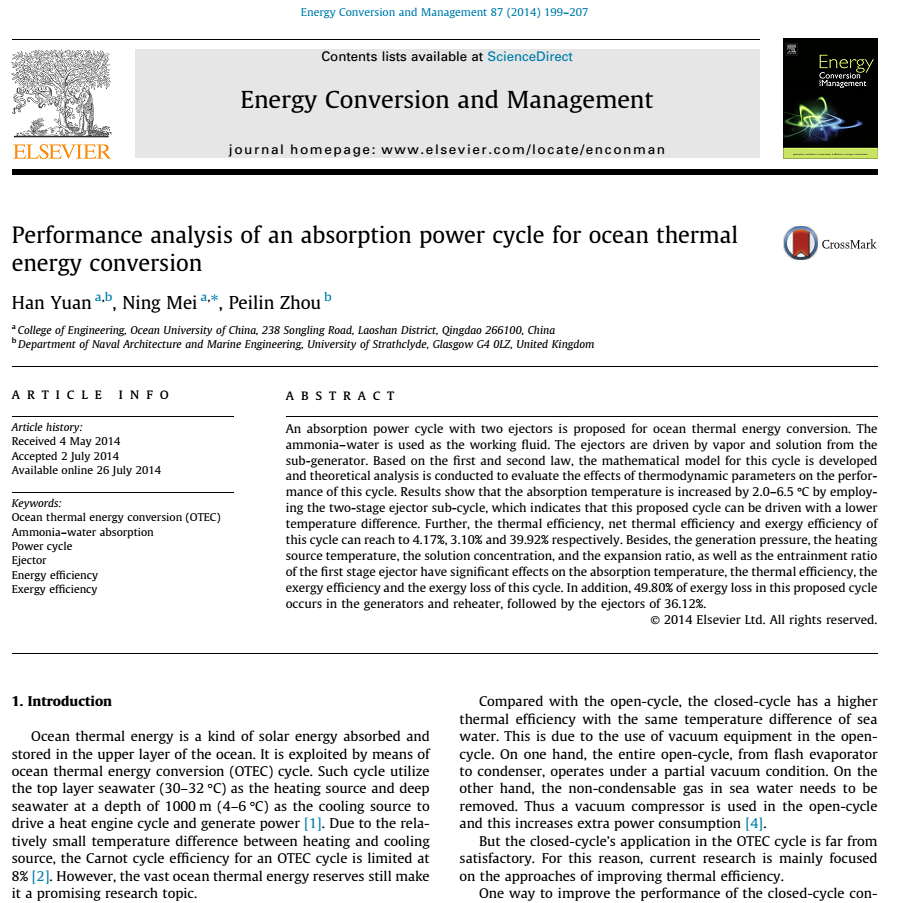 Energy Conversion and Management 87 (2014) 199–207
Contents lists available at ScienceDirect
Energy Conversion and Management
journal homepage: www.elsevier.com/locate/enconman
ELSEVIER
Energy
Conversion
and Management
Performance analysis of an absorption power cycle for ocean thermal
energy conversion
CrossMark
Han Yuan a,b, Ning Mei a,*, Peilin Zhou b
a College of Engineering, Ocean University of China, 238 Songling Road, Laoshan District, Qingdao 266100, China
b Department of Naval Architecture and Marine Engineering, University of Strathclyde, Glasgow G4 0LZ, United Kingdom
ARTICLE INFO
Article history:
Received 4 May 2014
Accepted 2 July 2014
Available online 26 July 2014
Keywords:
Ocean thermal energy conversion (OTEC)
Ammonia–water absorption
Power cycle
Ejector
Energy efficiency
Exergy efficiency
ABSTRACT
An absorption power cycle with two ejectors is proposed for ocean thermal energy conversion. The
ammonia–water is used as the working fluid. The ejectors are driven by vapor and solution from the
sub-generator. Based on the first and second law, the mathematical model for this cycle is developed
and theoretical analysis is conducted to evaluate the effects of thermodynamic parameters on the perfor-
mance of this cycle. Results show that the absorption temperature is increased by 2.0–6.5 °C by employ-
ing the two-stage ejector sub-cycle, which indicates that this proposed cycle can be driven with a lower
temperature difference. Further, the thermal efficiency, net thermal efficiency and exergy efficiency of
this cycle can reach to 4.17%, 3.10% and 39.92% respectively. Besides, the generation pressure, the heating
source temperature, the solution concentration, and the expansion ratio, as well as the entrainment ratio
of the first stage ejector have significant effects on the absorption temperature, the thermal efficiency, the
exergy efficiency and the exergy loss of this cycle. In addition, 49.80% of exergy loss in this proposed cycle
occurs in the generators and reheater, followed by the ejectors of 36.12%.
© 2014 Elsevier Ltd. All rights reserved.
1. Introduction
Ocean thermal energy is a kind of solar energy absorbed and
stored in the upper layer of the ocean. It is exploited by means of
ocean thermal energy conversion (OTEC) cycle. Such cycle utilize
the top layer seawater (30–32 °C) as the heating source and deep
seawater at a depth of 1000 m (4–6 °C) as the cooling source to
drive a heat engine cycle and generate power [1]. Due to the rela-
tively small temperature difference between heating and cooling
source, the Carnot cycle efficiency for an OTEC cycle is limited at
8% [2]. However, the vast ocean thermal energy reserves still make
it a promising research topic.
Compared with the open-cycle, the closed-cycle has a higher
thermal efficiency with the same temperature difference of sea
water. This is due to the use of vacuum equipment in the open-
cycle. On one hand, the entire open-cycle, from flash evaporator
to condenser, operates under a partial vacuum condition. On the
other hand, the non-condensable gas in sea water needs to be
removed. Thus a vacuum compressor is used in the open-cycle
and this increases extra power consumption [4].
But the closed-cycle's application in the OTEC cycle is far from
satisfactory. For this reason, current research is mainly focused
on the approaches of improving thermal efficiency.
One way to improve the performance of the closed-cycle con-